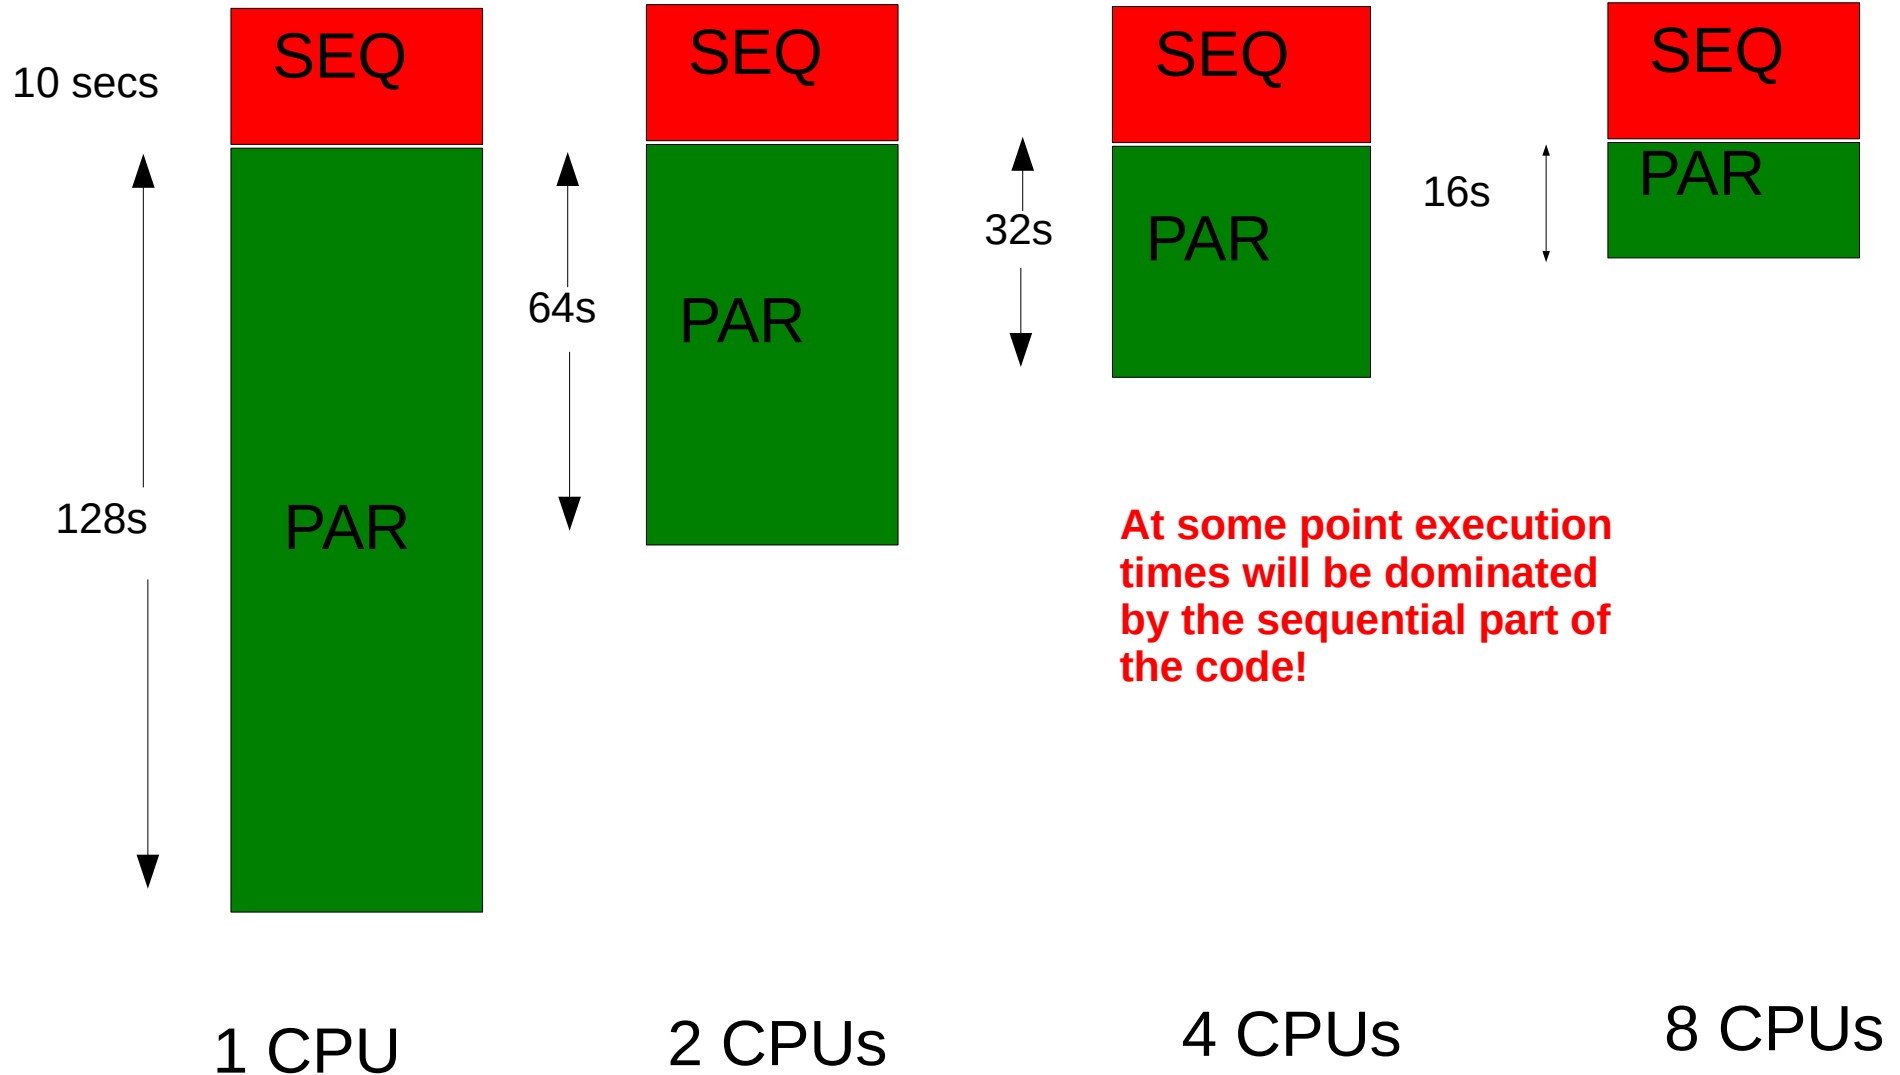 SEQ
SEQ
SEQ
SEQ
10 secs
PAR
16s
32s
PAR
64s
PAR
128s
PAR
At some point execution
times will be dominated
by the sequential part of
the code!
1 CPU
2 CPUs
4 CPUs
8 CPUs